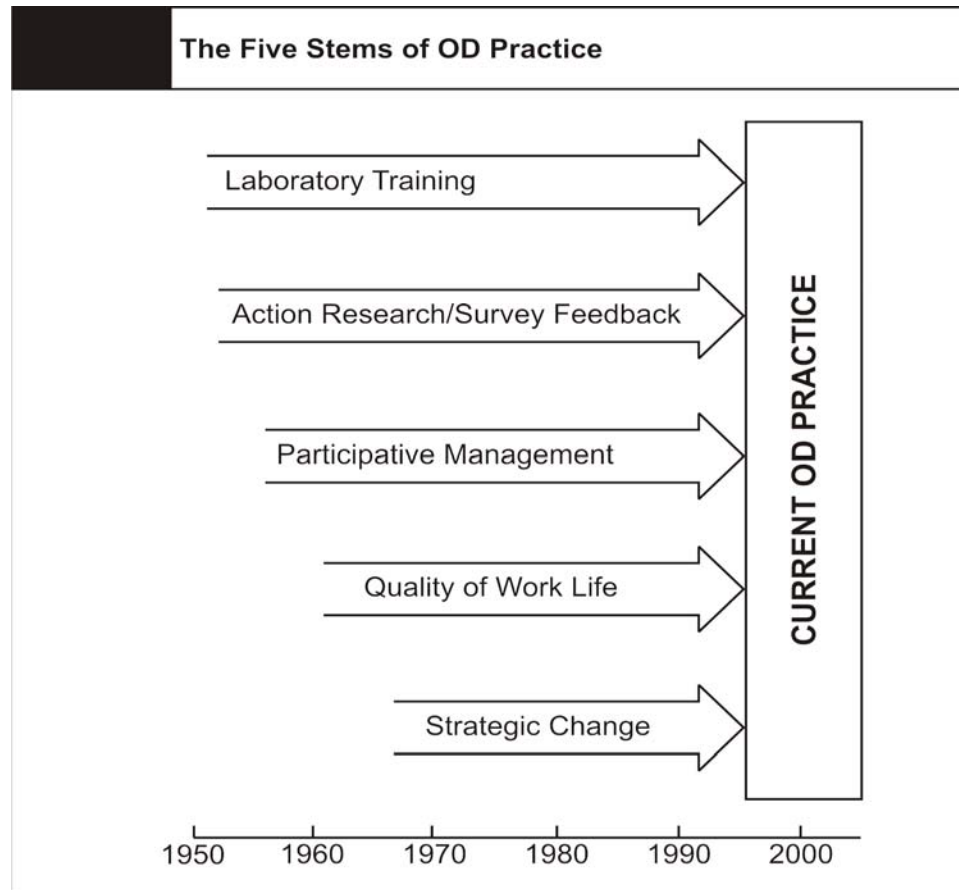 The Five Stems of OD Practice
Laboratory Training
Action Research/Survey Feedback
Participative Management
Quality of Work Life
Strategic Change
CURRENT OD PRACTICE
1950 1960 1970 1980 1990 2000